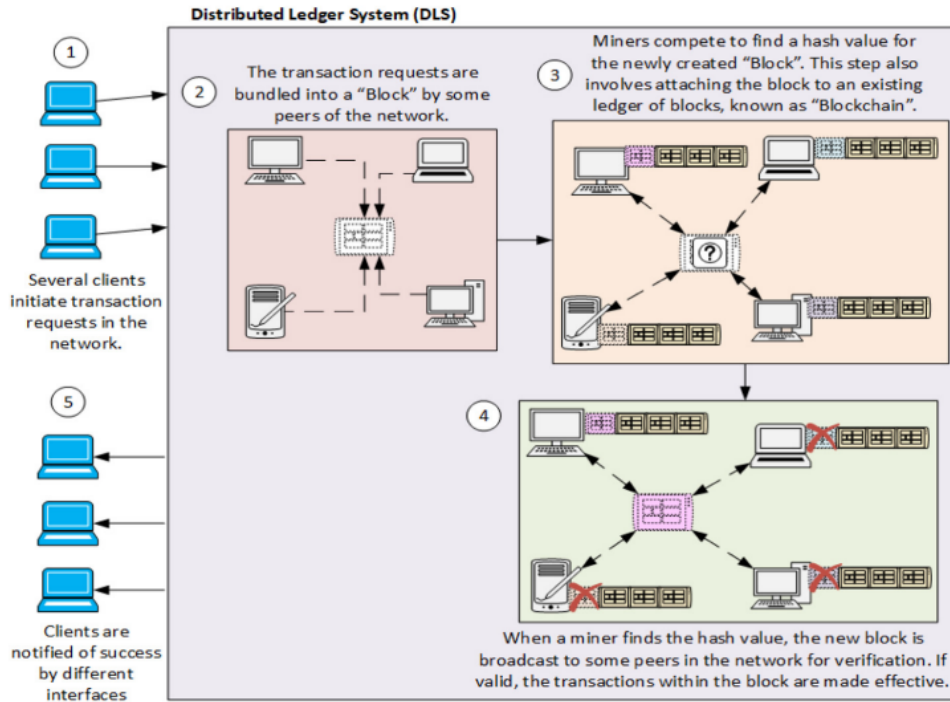 Distributed Ledger System (DLS)
1
Several clients
initiate transaction
requests in the
network.
2
The transaction requests are
bundled into a “Block” by some
peers of the network.
3
Miners compete to find a hash value for
the newly created “Block”. This step also
involves attaching the block to an existing
ledger of blocks, known as “Blockchain”.
?
4
When a miner finds the hash value, the new block is
broadcast to some peers in the network for verification. If
valid, the transactions within the block are made effective.
5
Clients are
notified of success
by different
interfaces